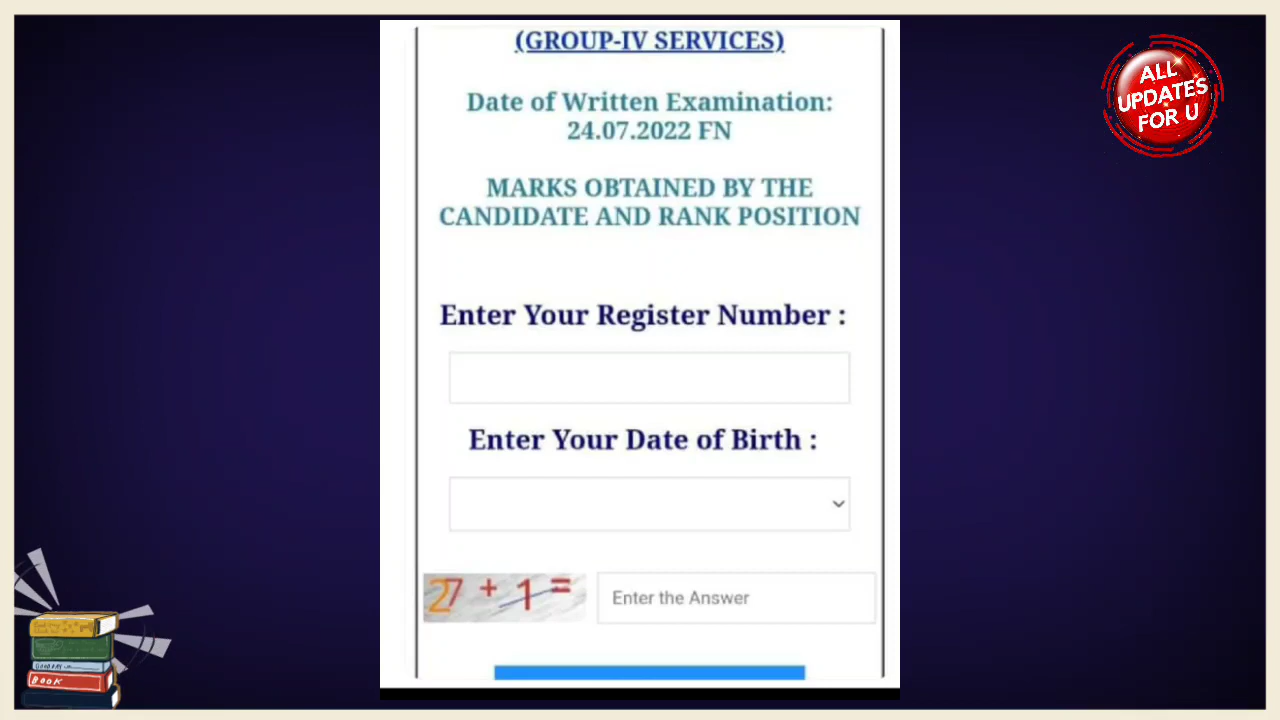 (GROUP-IV SERVICES)
Date of Written Examination:
24.07.2022 FN
MARKS OBTAINED BY THE
CANDIDATE AND RANK POSITION
Enter Your Register Number :
Enter Your Date of Birth :
27 + 1 =
Enter the Answer
ALL
UPDATES
FOR U
BOOK